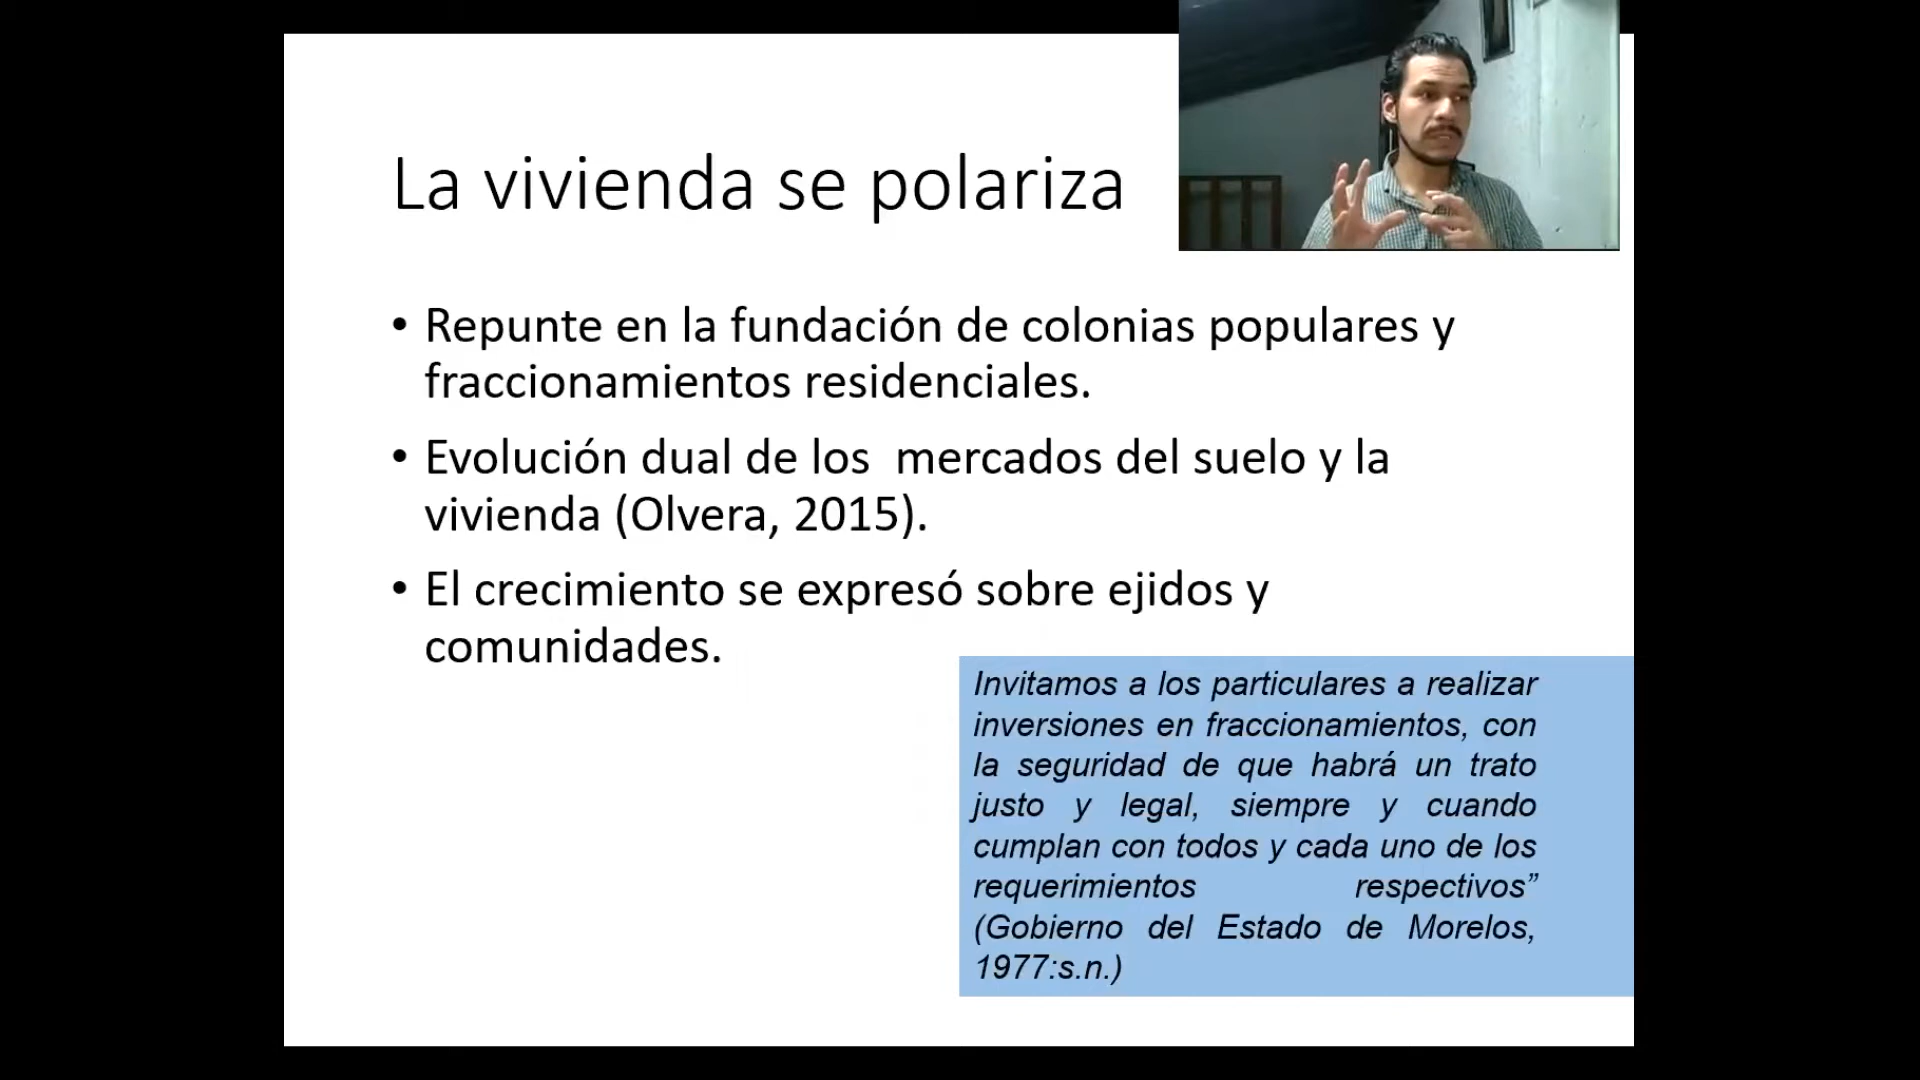 La vivienda se polariza
• Repunte en la fundación de colonias populares y
fraccionamientos residenciales.
• Evolución dual de los  mercados del suelo y la
vivienda (Olvera, 2015).
• El crecimiento se expresó sobre ejidos y
comunidades.
Invitamos a los particulares a realizar
inversiones en fraccionamientos, con
la seguridad de que habrá un trato
justo y legal, siempre y cuando
cumplan con todos y cada uno de los
requerimientos respectivos”
(Gobierno del Estado de Morelos,
1977:s.n.)